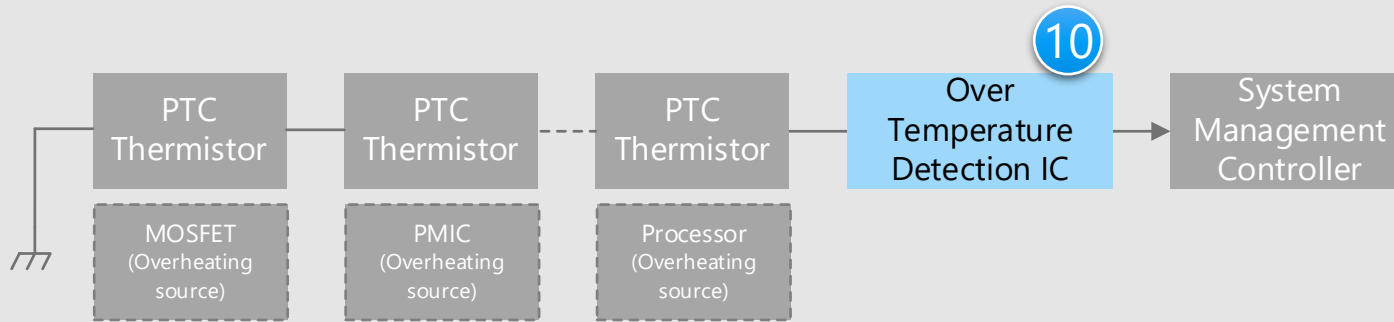 10
PTC
Thermistor
PTC
Thermistor
PTC
Thermistor
Over
Temperature
Detection IC
System
Management
Controller
MOSFET
(Overheating
source)
PMIC
(Overheating
source)
Processor
(Overheating
source)